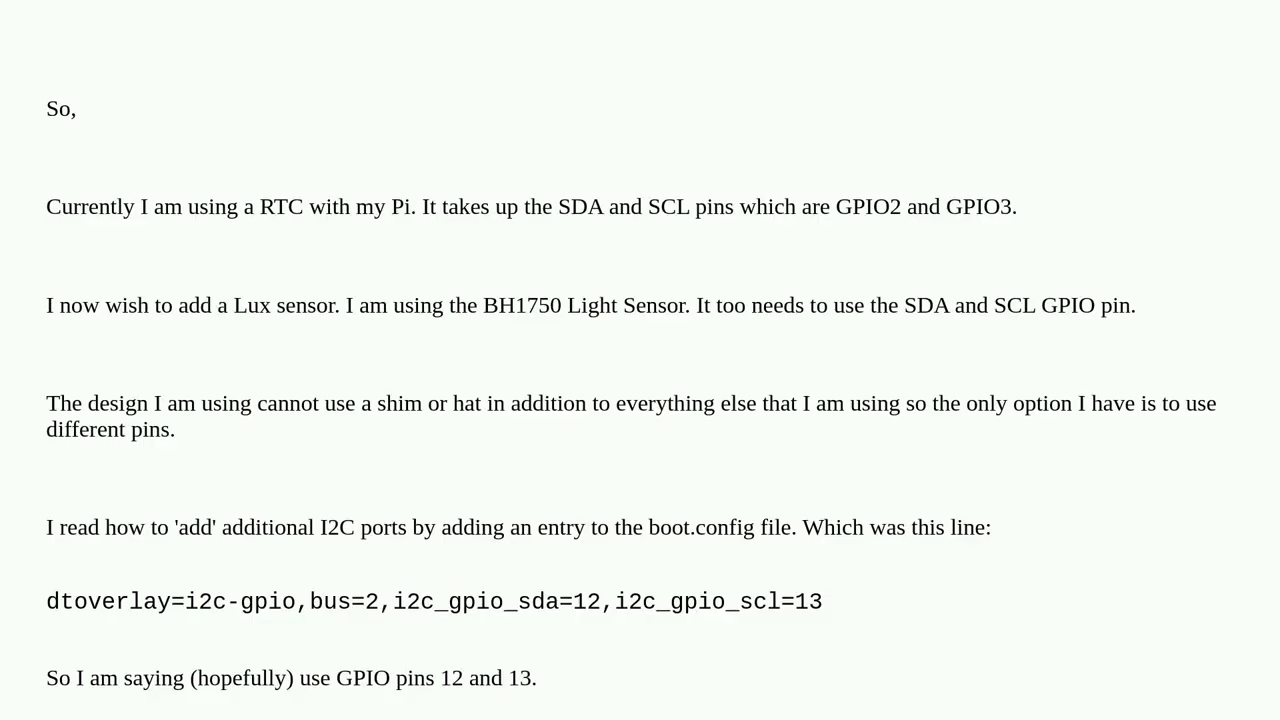 So,
Currently I am using a RTC with my Pi. It takes up the SDA and SCL pins which are GPIO2 and GPIO3.
I now wish to add a Lux sensor. I am using the BH1750 Light Sensor. It too needs to use the SDA and SCL GPIO pin.
The design I am using cannot use a shim or hat in addition to everything else that I am using so the only option I have is to use
different pins.
I read how to 'add' additional I2C ports by adding an entry to the boot.config file. Which was this line:
dtoverlay=i2c-gpio,bus=2,i2c_gpio_sda=12,i2c_gpio_scl=13
So I am saying (hopefully) use GPIO pins 12 and 13.